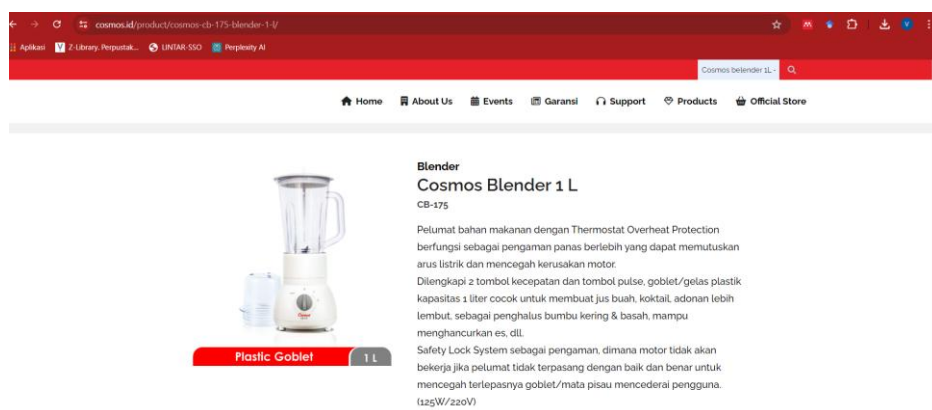 cosmos.id/product/cosmos-cb-175-blender-1-l/
Aplikasi Z-Library. Perpustak... LINTAR-SSO Perplexity AI
Cosmos belender 1L -
Home About Us Events Garansi Support Products Official Store
Blender
Cosmos Blender 1 L
CB-175
Pelumat bahan makanan dengan Thermostat Overheat Protection
berfungsi sebagai pengaman panas berlebih yang dapat memutuskan
arus listrik dan mencegah kerusakan motor.
Dilengkapi 2 tombol kecepatan dan tombol pulse, goblet/gelas plastik
kapasitas 1 liter cocok untuk membuat jus buah, koktail, adonan lebih
lembut, sebagai penghalus bumbu kering & basah, mampu
menghancurkan es, dll.
Safety Lock System sebagai pengaman, dimana motor tidak akan
bekerja jika pelumat tidak terpasang dengan baik dan benar untuk
mencegah terlepasnya goblet/mata pisau mencederai pengguna.
(125W/220V)
Cosmos
Plastic Goblet 1 L